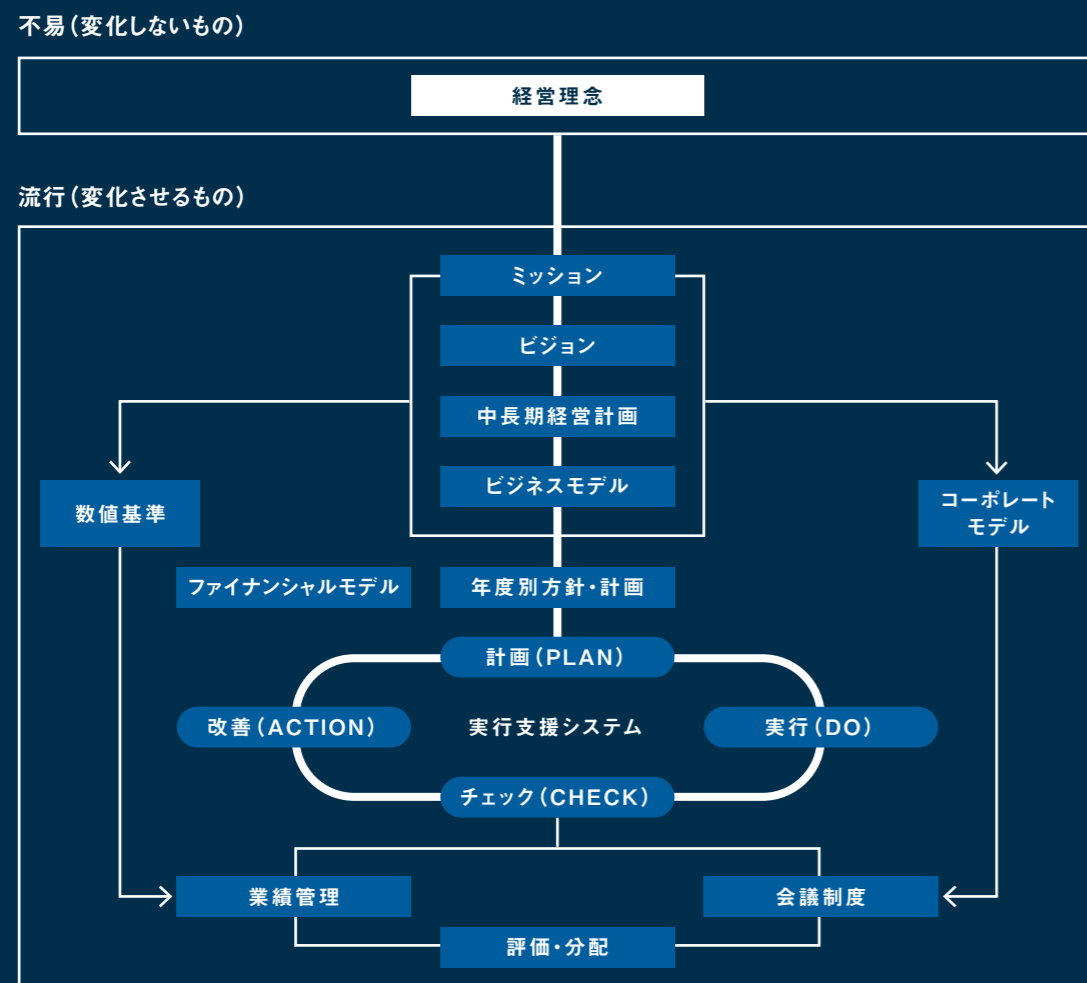 不易(変化しないもの)
経営理念
流行(変化させるもの)
ミッション
ビジョン
中長期経営計画
ビジネスモデル
数値基準
コーポレート
モデル
ファイナンシャルモデル
年度別方針・計画
計画(PLAN)
改善(ACTION)
実行支援システム
実行(DO)
チェック(CHECK)
業績管理
会議制度
評価・分配